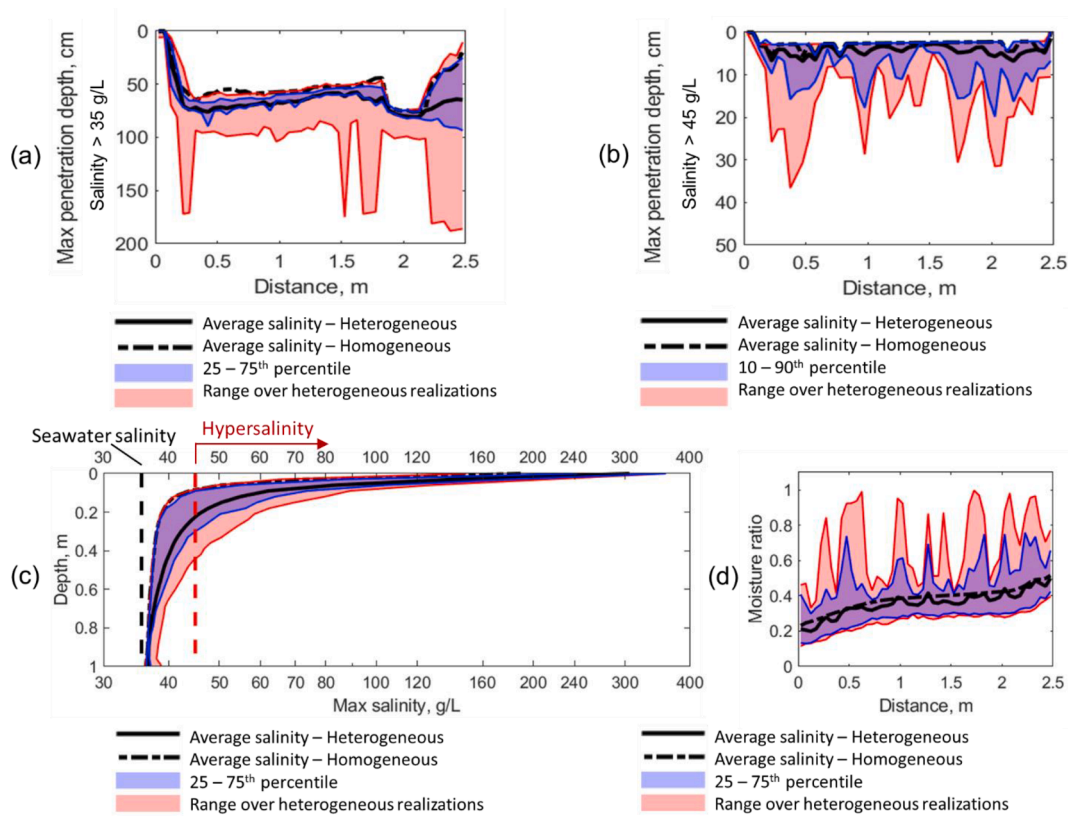 (a)
Max penetration depth, cm
Salinity > 35 g/L
0
50
100
150
200
0 0.5 1 1.5 2 2.5
Distance, m
Average salinity – Heterogeneous
Average salinity – Homogeneous
25 – 75th percentile
Range over heterogeneous realizations
(b)
Max penetration depth, cm
Salinity > 45 g/L
0
10
20
30
40
50
0 0.5 1 1.5 2 2.5
Distance, m
Average salinity – Heterogeneous
Average salinity – Homogeneous
10 – 90th percentile
Range over heterogeneous realizations
(c)
Seawater salinity
Hypersalinity
30 40 50 60 70 80 100 120 160 200 240 300 400
Depth, m
0
0.2
0.4
0.6
0.8
1
30 40 50 60 70 80 100 120 160 200 240 300 400
Max salinity, g/L
Average salinity – Heterogeneous
Average salinity – Homogeneous
25 – 75th percentile
Range over heterogeneous realizations
(d)
Moisture ratio
1
0.8
0.6
0.4
0.2
0
0 0.5 1 1.5 2 2.5
Distance, m
Average salinity – Heterogeneous
Average salinity – Homogeneous
25 – 75th percentile
Range over heterogeneous realizations